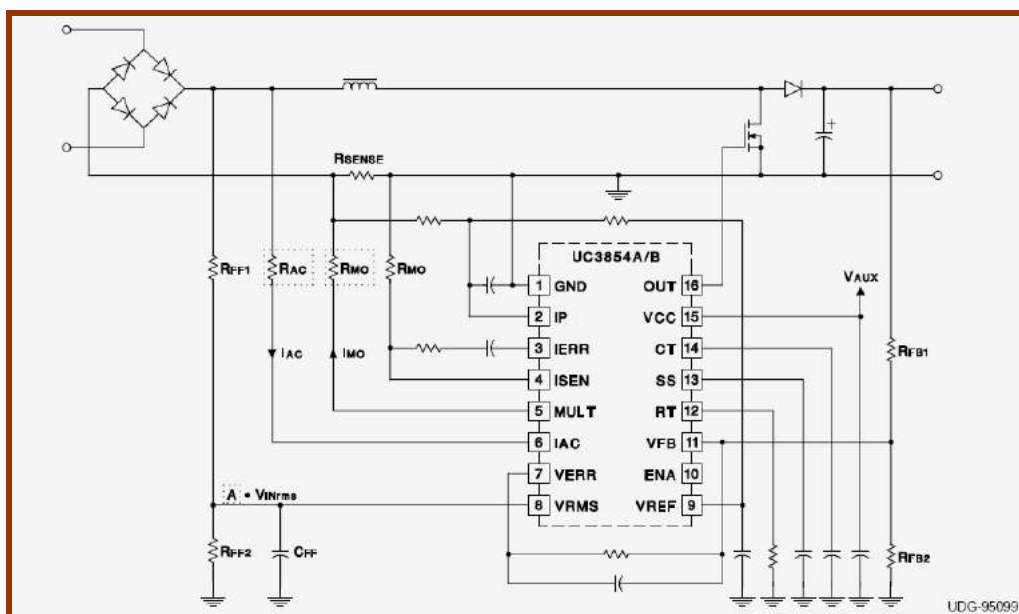 RSENSE
UC3854A/B
RFF1
RAC
RMO
RMO
1 GND
OUT 16
VAUX
2 IP
VCC 15
IAC
IMO
3 IERR
CT 14
RFB1
4 ISEN
SS 13
5 MULT
RT 12
6 IAC
VFB 11
7 VERR
ENA 10
A • VINrms
8 VRMS
VREF 9
RFF2
CFF
RFB2
+
UDG-95099